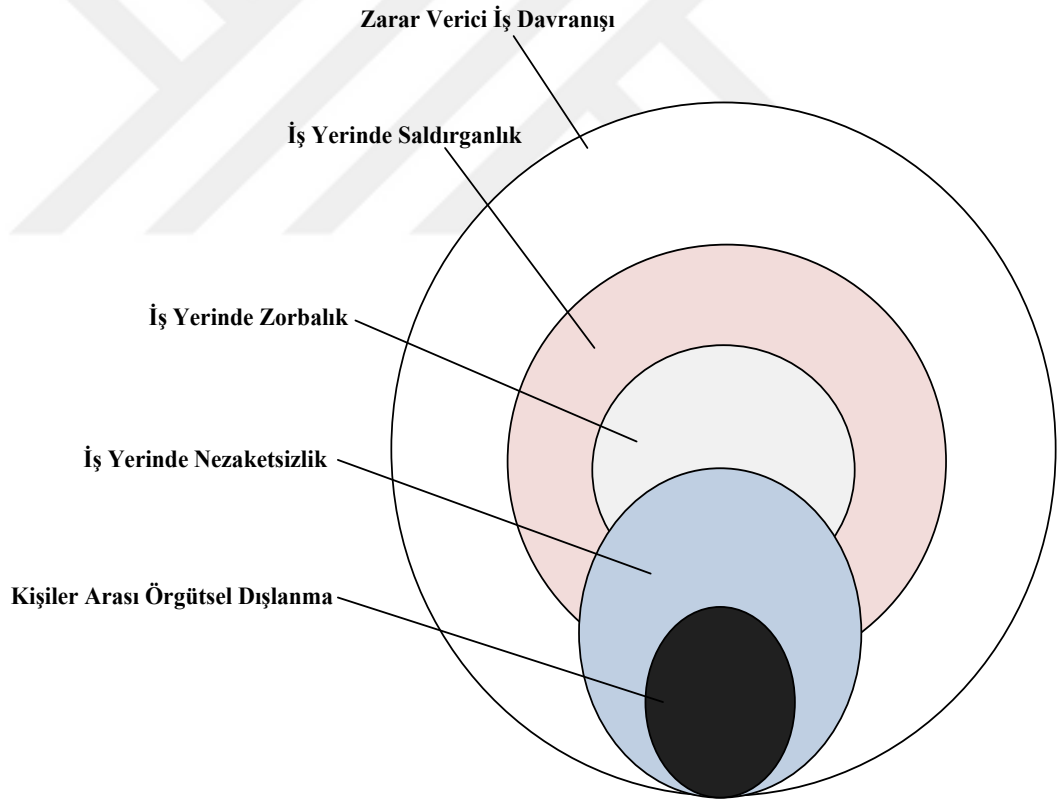 Zarar Verici İş Davranışı
İş Yerinde Saldırganlık
İş Yerinde Zorbalık
İş Yerinde Nezaketsizlik
Kişiler Arası Örgütsel Dışlanma